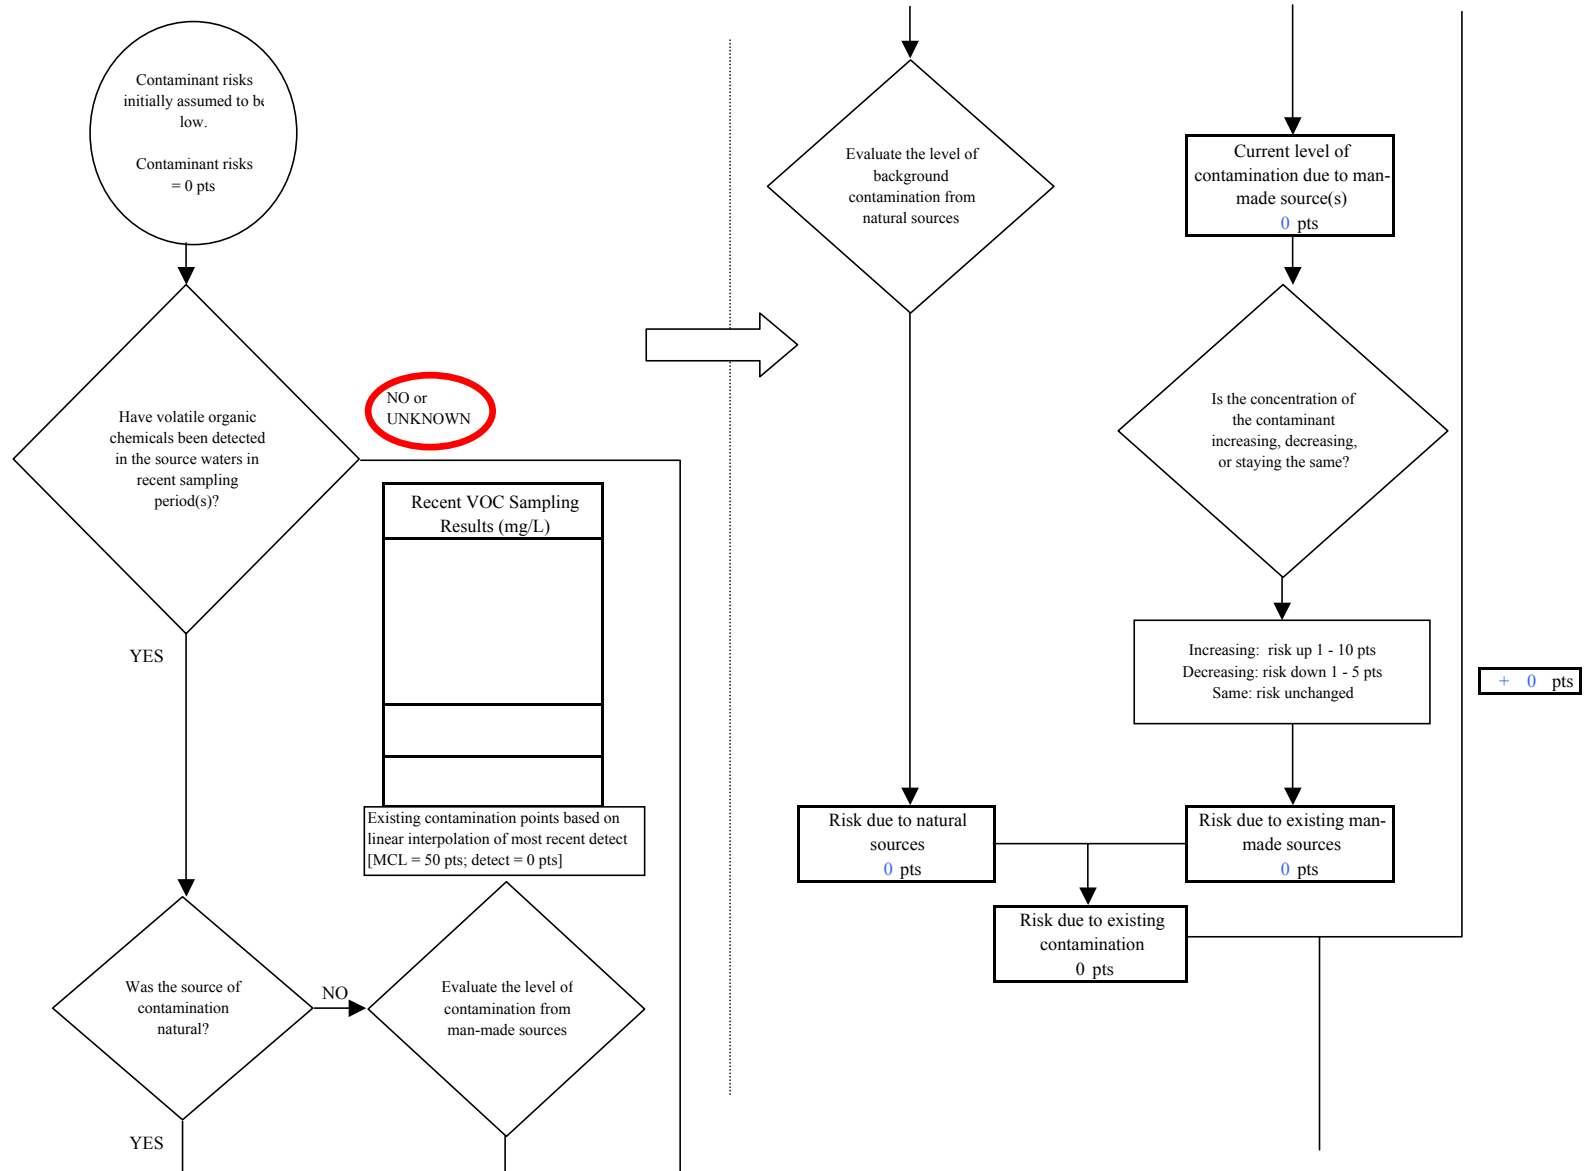 Contaminant risks
initially assumed to be
low.
Contaminant risks
= 0 pts
Have volatile organic
chemicals been detected
in the source waters in
recent sampling
period(s)?
NO or
UNKNOWN
YES
Recent VOC Sampling
Results (mg/L)
Existing contamination points based on
linear interpolation of most recent detect
[MCL = 50 pts; detect = 0 pts]
Was the source of
contamination
natural?
NO
Evaluate the level of
contamination from
man-made sources
YES
Evaluate the level of
background
contamination from
natural sources
Current level of
contamination due to man-
made source(s)
0 pts
Is the concentration of
the contaminant
increasing, decreasing,
or staying the same?
Increasing: risk up 1 - 10 pts
Decreasing: risk down 1 - 5 pts
Same: risk unchanged
+ 0 pts
Risk due to natural
sources
0 pts
Risk due to existing man-
made sources
0 pts
Risk due to existing
contamination
0 pts